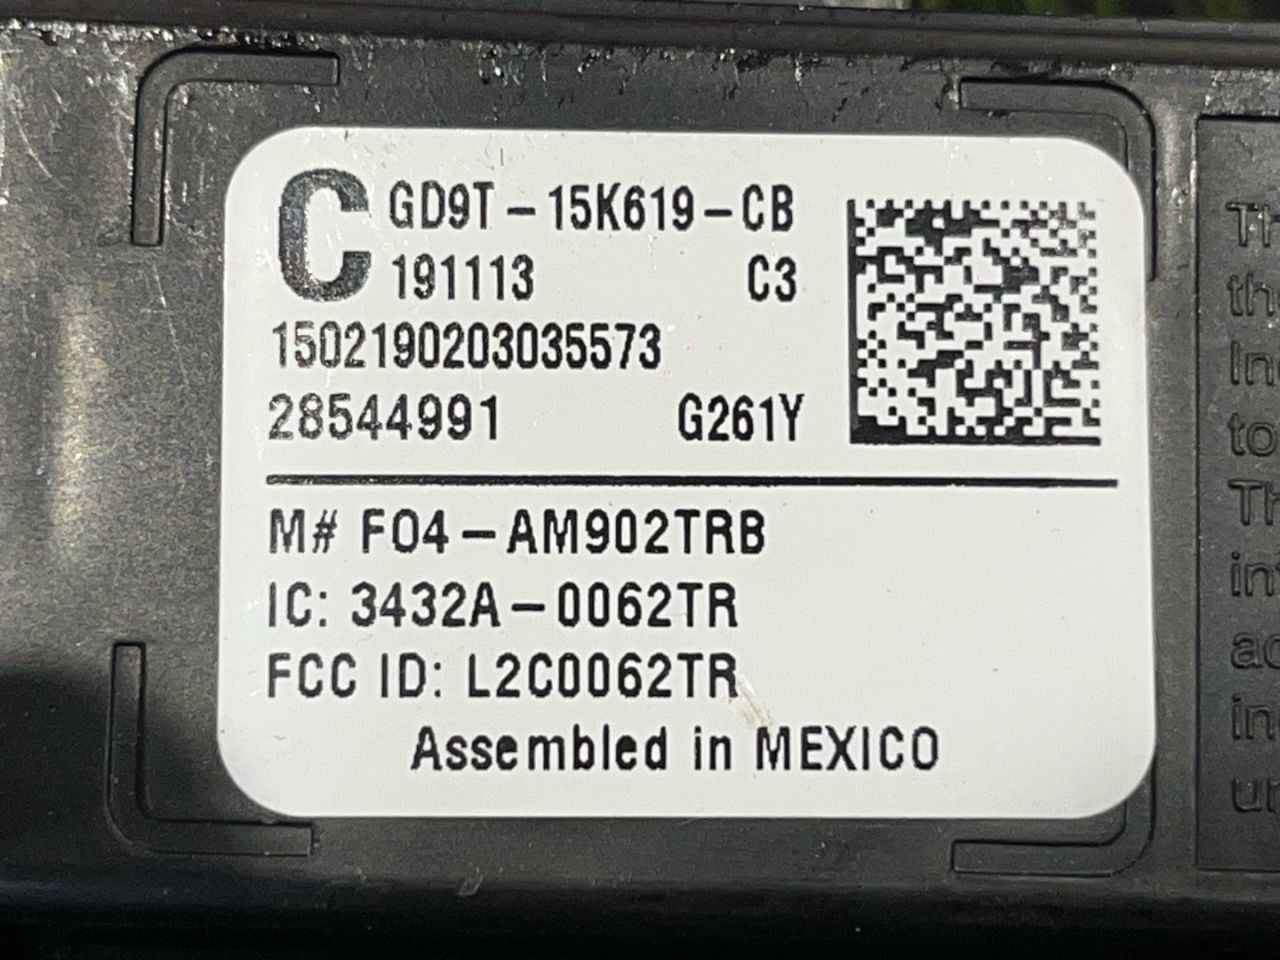 C GD9T-15K619-CB
191113 C3
1502190203035573
28544991 G261Y
M# F04-AM902TRB
IC: 3432A-0062TR
FCC ID: L2C0062TR
Assembled in MEXICO